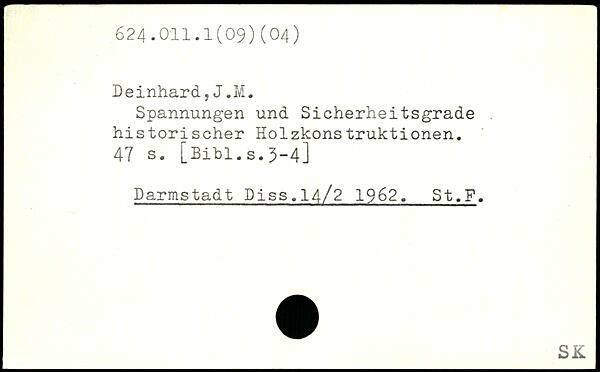 624.011.1(09)(04)
Deinhard,J.M.
Spannungen und Sicherheitsgrade
historischer Holzkonstruktionen.
47 s. [Bibl.s.3-4]
Darmstadt Diss.14/2 1962. St.F.
SK